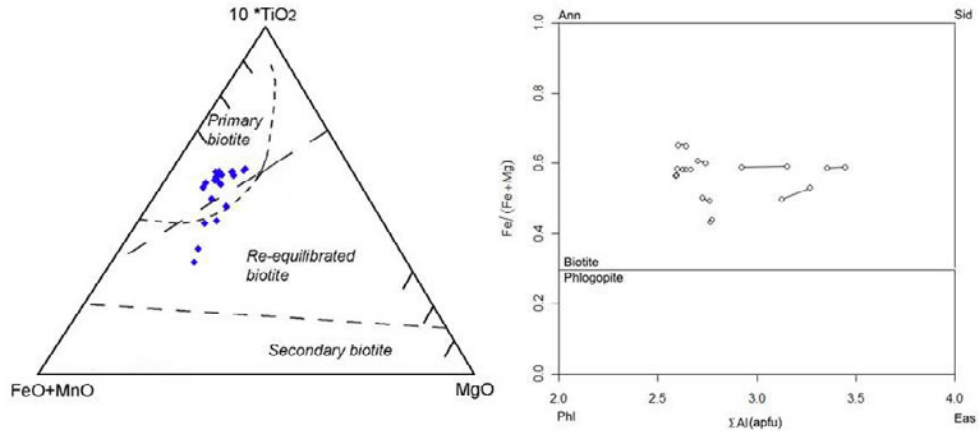 10 *TiO2
Primary
biotite
Re-equilibrated
biotite
Secondary biotite
FeO+MnO
MgO
Ann
Sid
1.0
0.8
0.6
0.4
0.2
0.0
Fe/(Fe+Mg)
Biotite
Phlogopite
2.0
2.5
3.0
3.5
4.0
Phl
ΣAl(apfu)
Eas